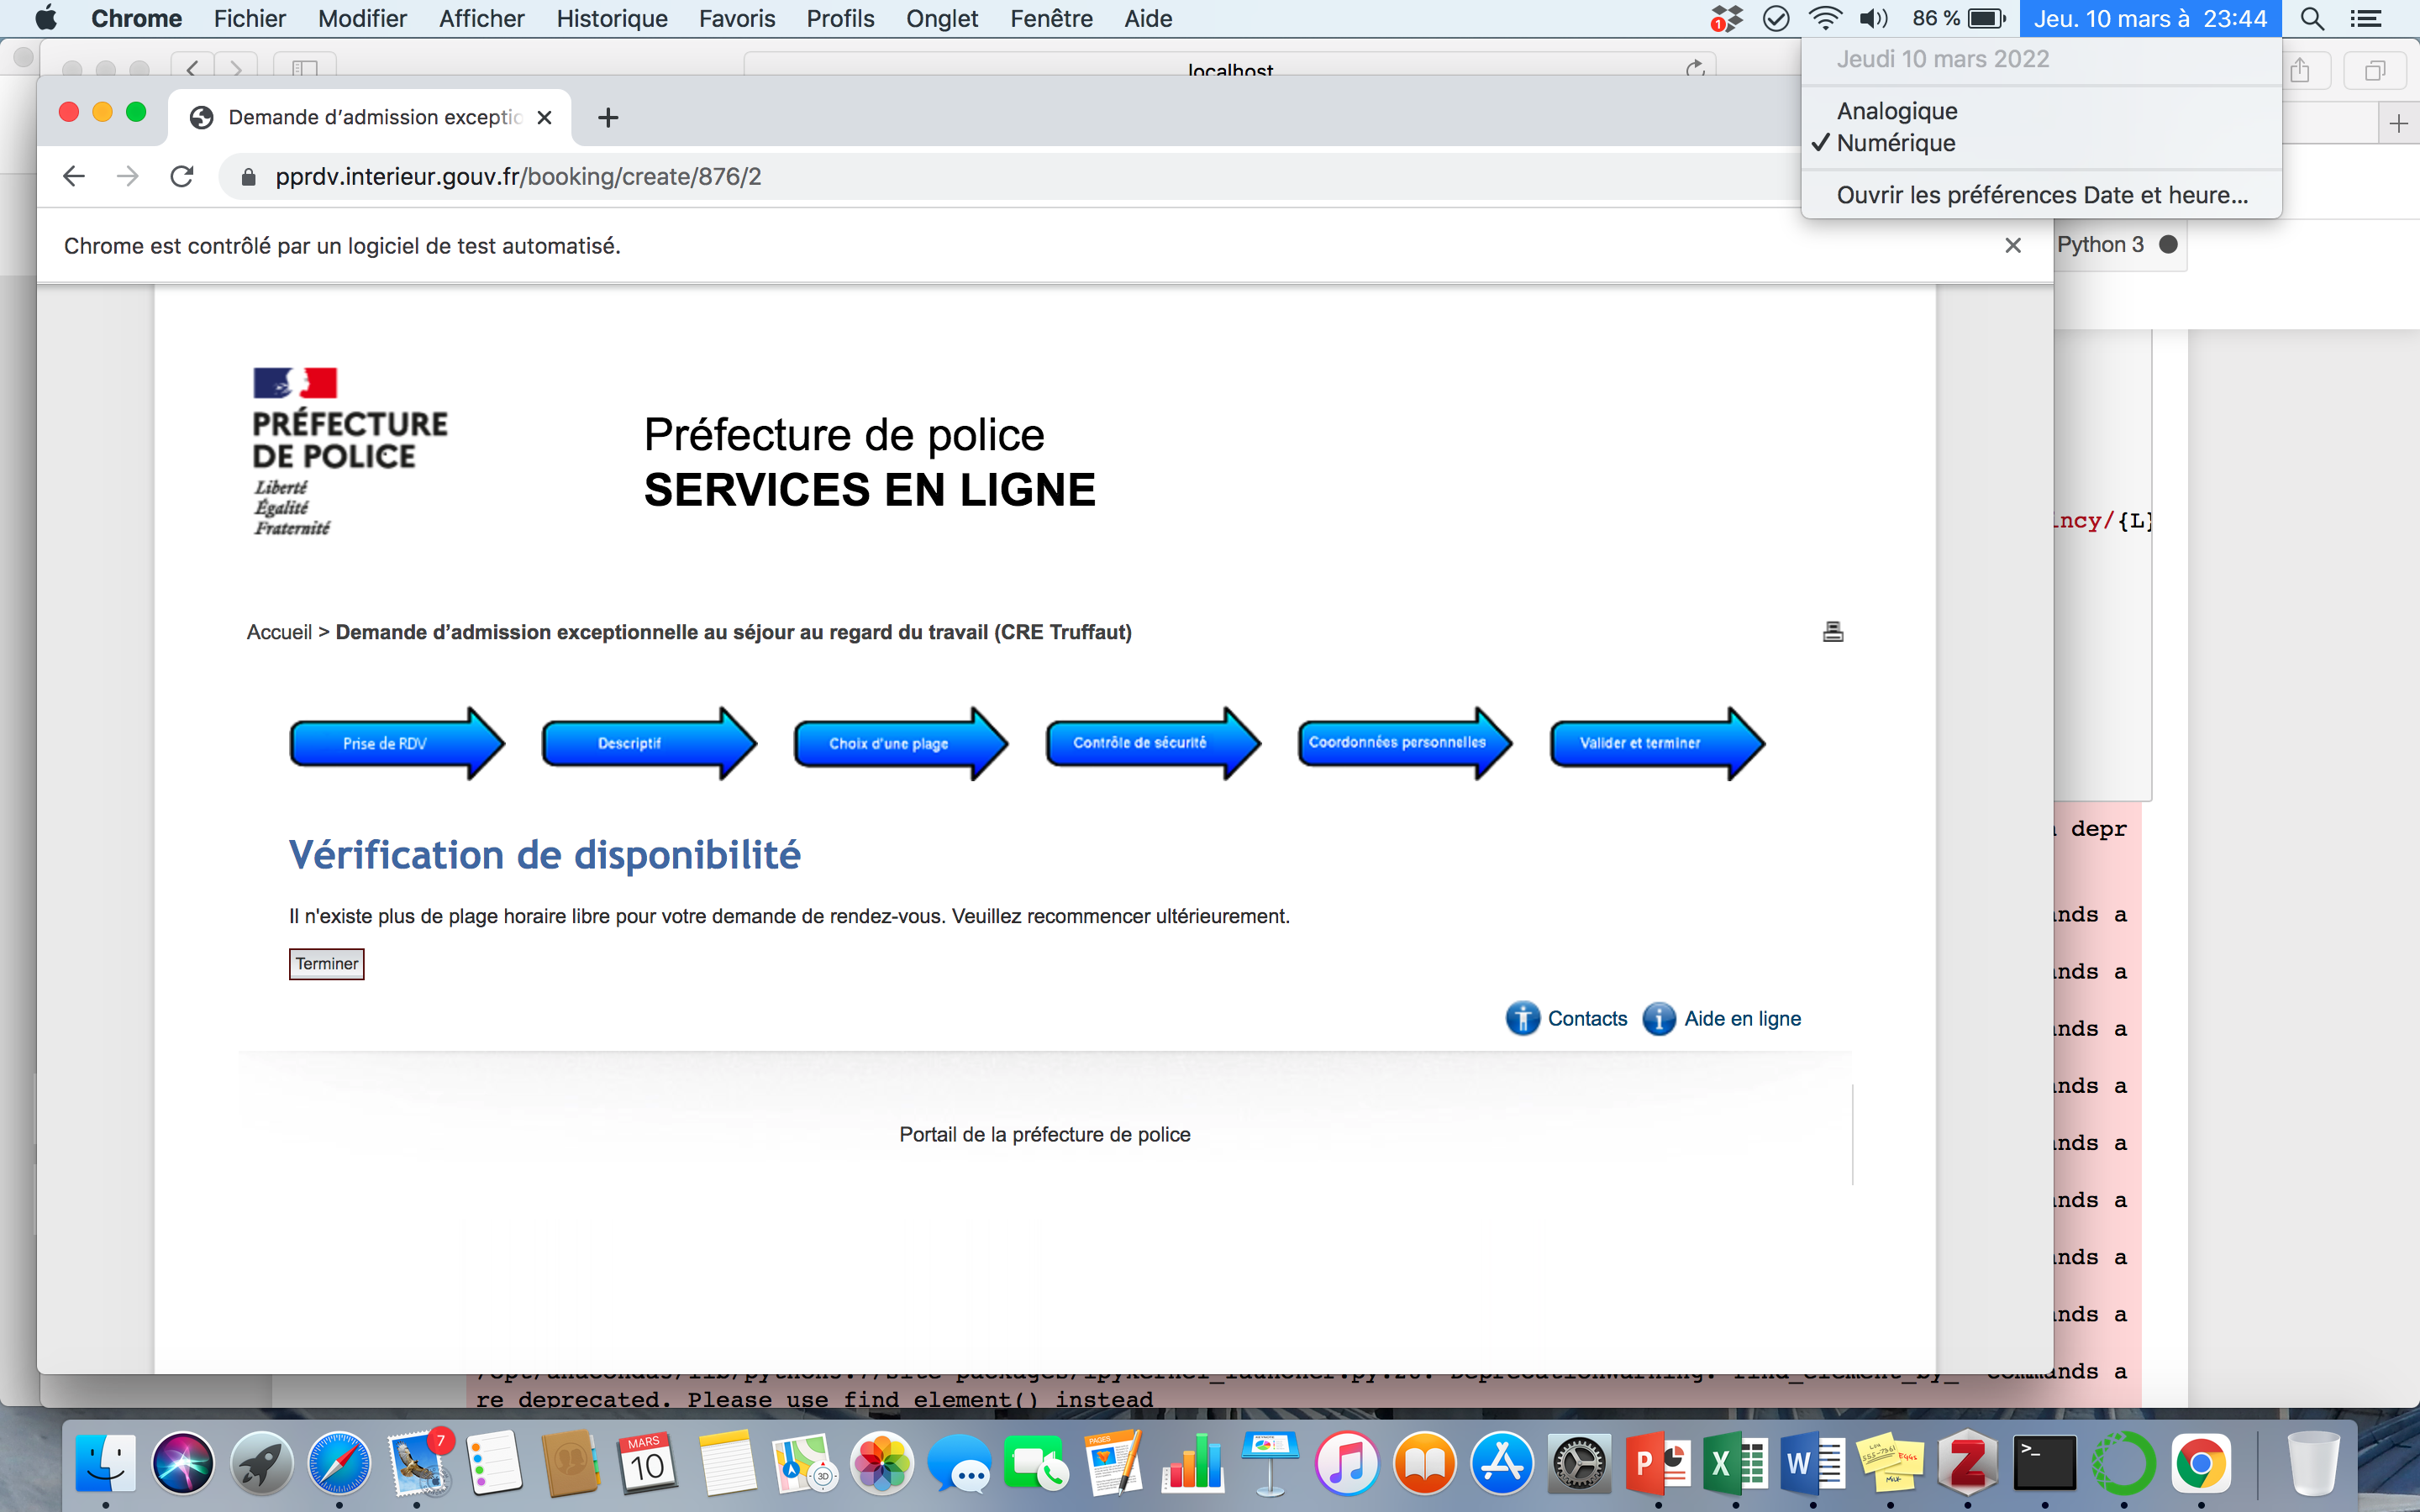 Chrome Fichier Modifier Afficher Historique Favoris Profils Onglet Fenêtre Aide
1 86 % Jeu. 10 mars à 23:44
Jeudi 10 mars 2022
Analogique
✓ Numérique
Ouvrir les préférences Date et heure...
localhost
Demande d'admission exceptio
pprdv.interieur.gouv.fr/booking/create/876/2
Chrome est contrôlé par un logiciel de test automatisé.
Python 3
PRÉFECTURE
DE POLICE
Liberté
Égalité
Fraternité
Préfecture de police
SERVICES EN LIGNE
Accueil > Demande d'admission exceptionnelle au séjour au regard du travail (CRE Truffaut)
Prise de RDV
Descriptif
Choix d'une plage
Contrôle de sécurité
Coordonnées personnelles
Valider et terminer
Vérification de disponibilité
Il n'existe plus de plage horaire libre pour votre demande de rendez-vous. Veuillez recommencer ultérieurement.
Terminer
Contacts
Aide en ligne
Portail de la préfecture de police
ncy/{L}
depr
nds a
nds a
nds a
nds a
nds a
nds a
nds a
nds a
nds a
re deprecated. Please use find_element() instead
7
MARS
10
3D
PAGES